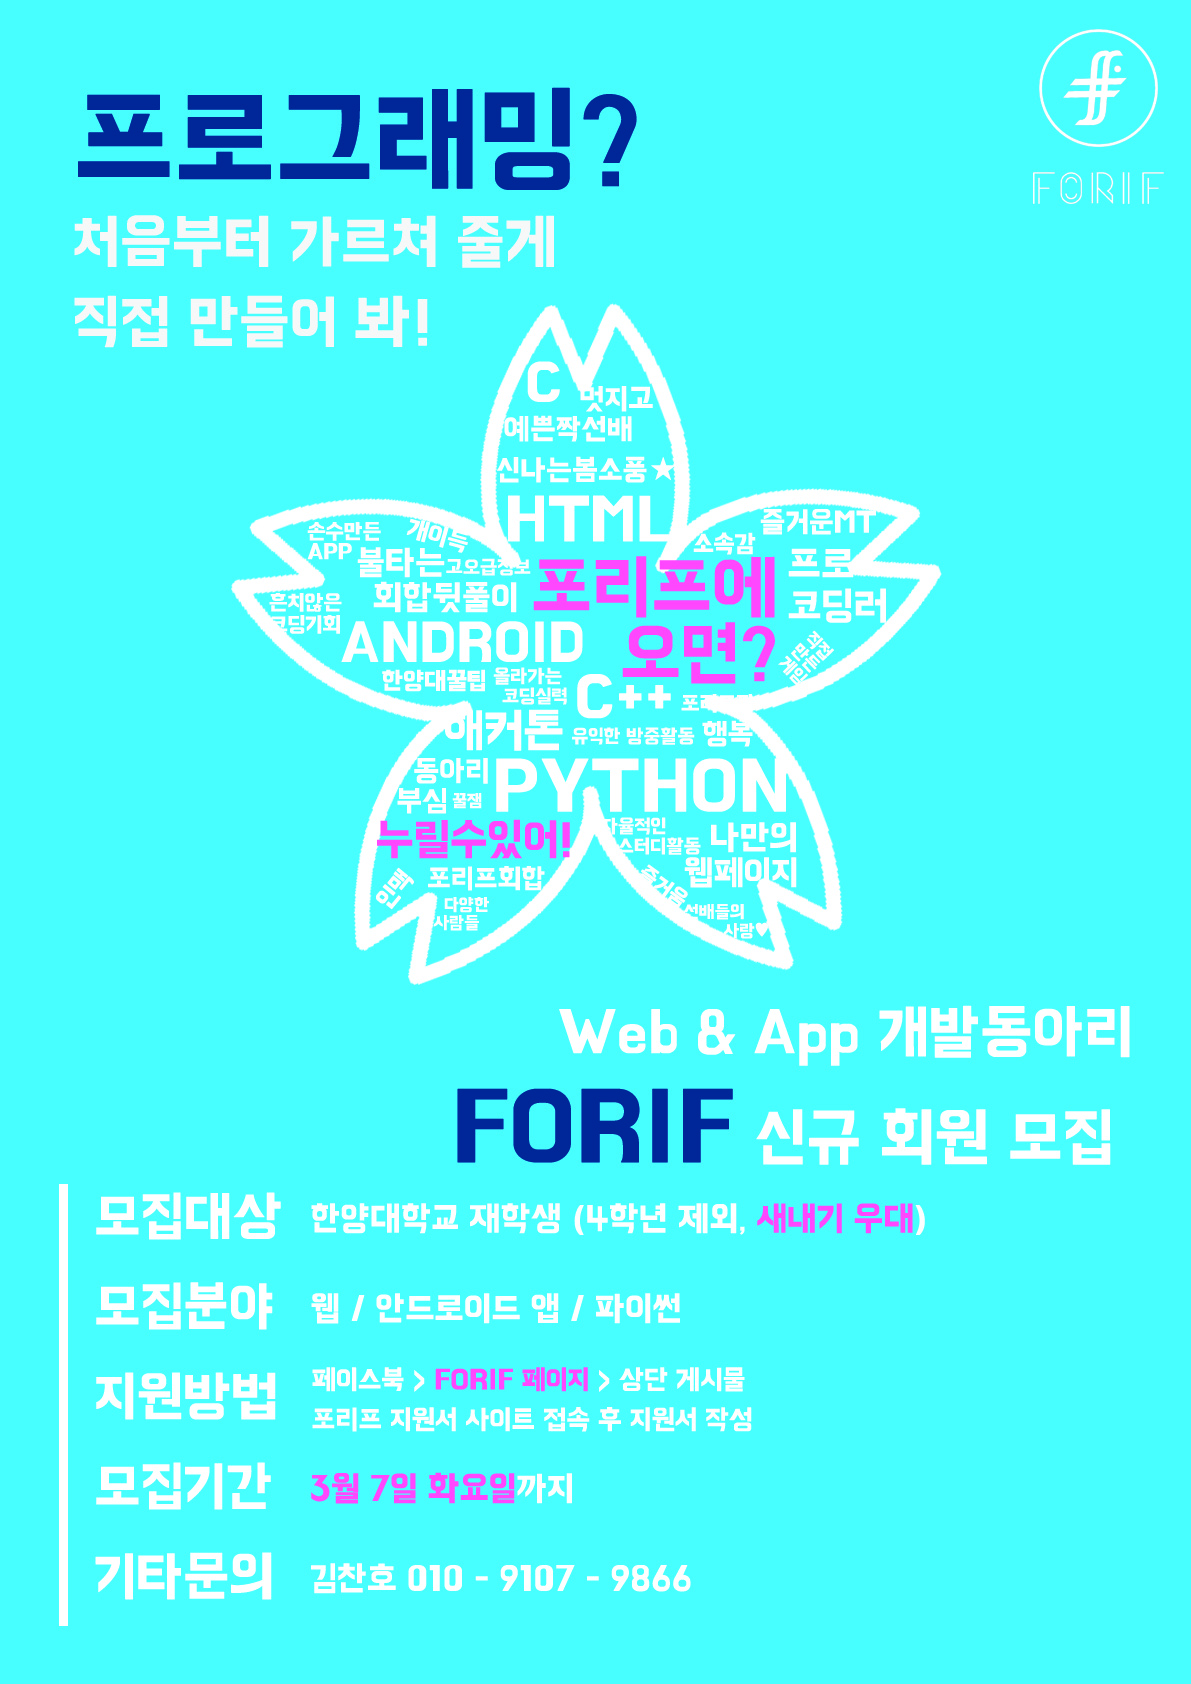 FORIF
프로그래밍?
처음부터 가르쳐 줄게
직접 만들어 봐!
C 멋지고
예쁜짝선배
신나는봄소풍★
HTML
손수만든
APP
개미득
불타는
고오급정보
회합뒷풀이
흔치않은
코딩기회
ANDROID
소속감
즐거운MT
프로
코딩러
직접
만드는
게임
포리프에
오면?
한양대꿀팁
올라가는
코딩실력
C++
해커톤
유익한 방중활동
행복
동아리
부심
꿀잼
PYTHON
누릴수있어!
자율적인
스터디활동
나만의
웹페이지
인맥
포리프회합
다양한
사람들
즐거움
선배들의
사랑♥
Web & App 개발동아리
FORIF 신규 회원 모집
모집대상 한양대학교 재학생 (4학년 제외, 새내기 우대)
모집분야 웹 / 안드로이드 앱 / 파이썬
지원방법 페이스북 > FORIF 페이지 > 상단 게시물
포리프 지원서 사이트 접속 후 지원서 작성
모집기간 3월 7일 화요일까지
기타문의 김찬호 010 - 9107 - 9866